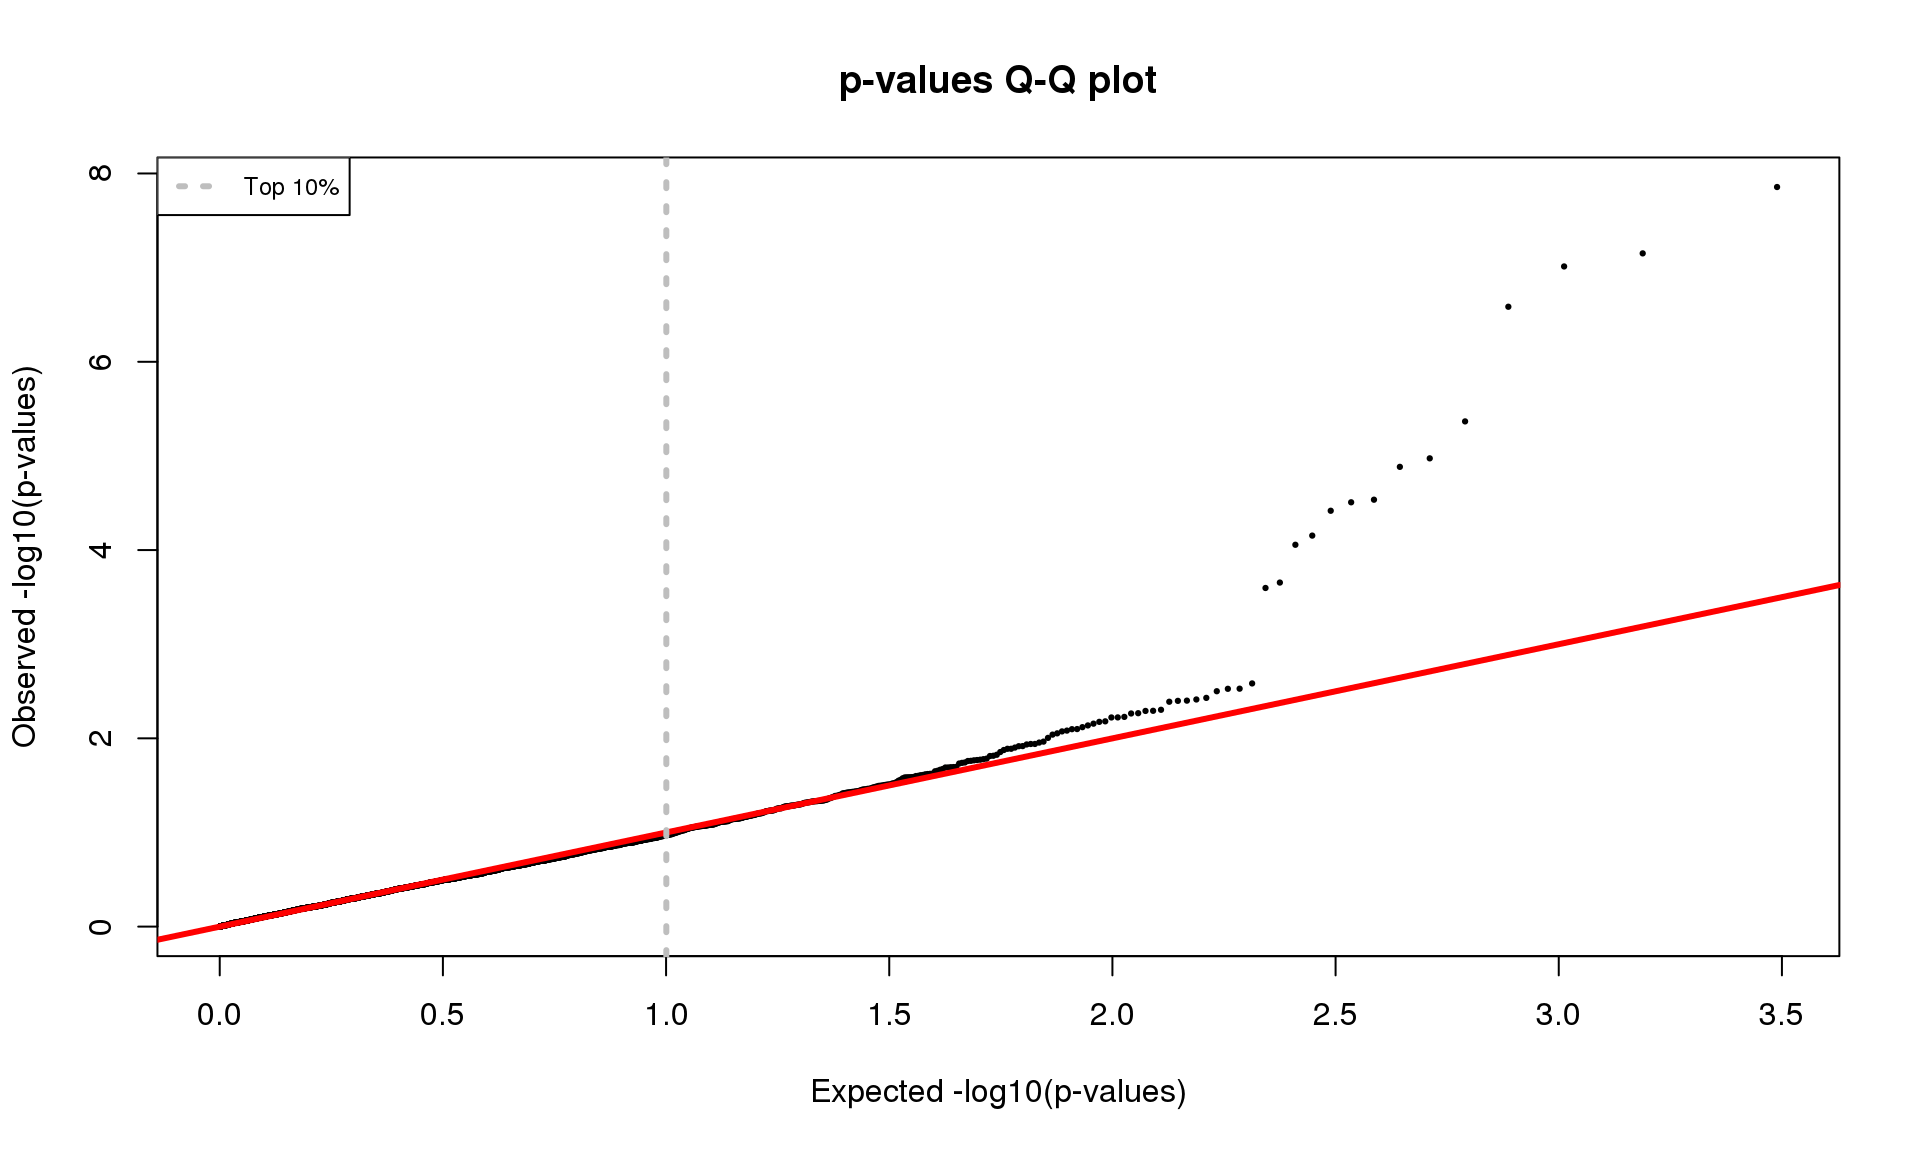 p-values Q-Q plot
Top 10%
Observed -log10(p-values)
8
6
4
2
0
0.0 0.5 1.0 1.5 2.0 2.5 3.0 3.5
Expected -log10(p-values)